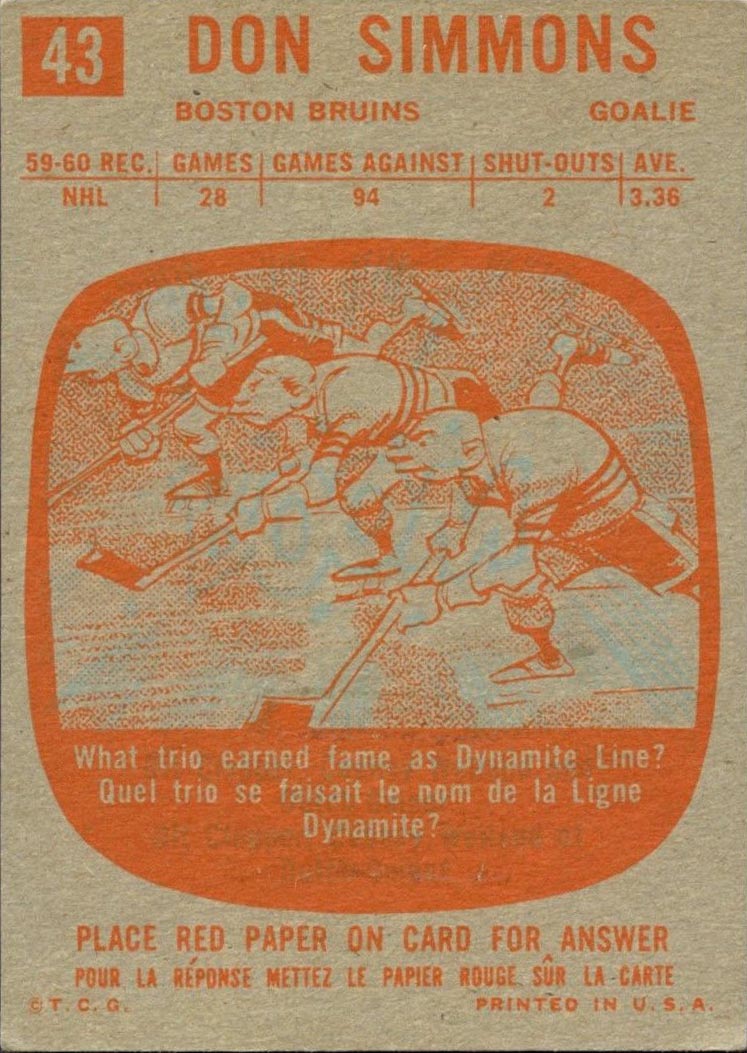 43
DON SIMMONS
BOSTON BRUINS GOALIE
59-60 REC. GAMES GAMES AGAINST SHUT-OUTS AVE.
NHL 28 94 2 3.36
What trio earned fame as Dynamite Line?
Quel trio se faisait le nom de la Ligne
Dynamite?
PLACE RED PAPER ON CARD FOR ANSWER
POUR LA RÉPONSE METTEZ LE PAPIER ROUGE SÛR LA CARTE
© T. C. G. PRINTED IN U. S. A.